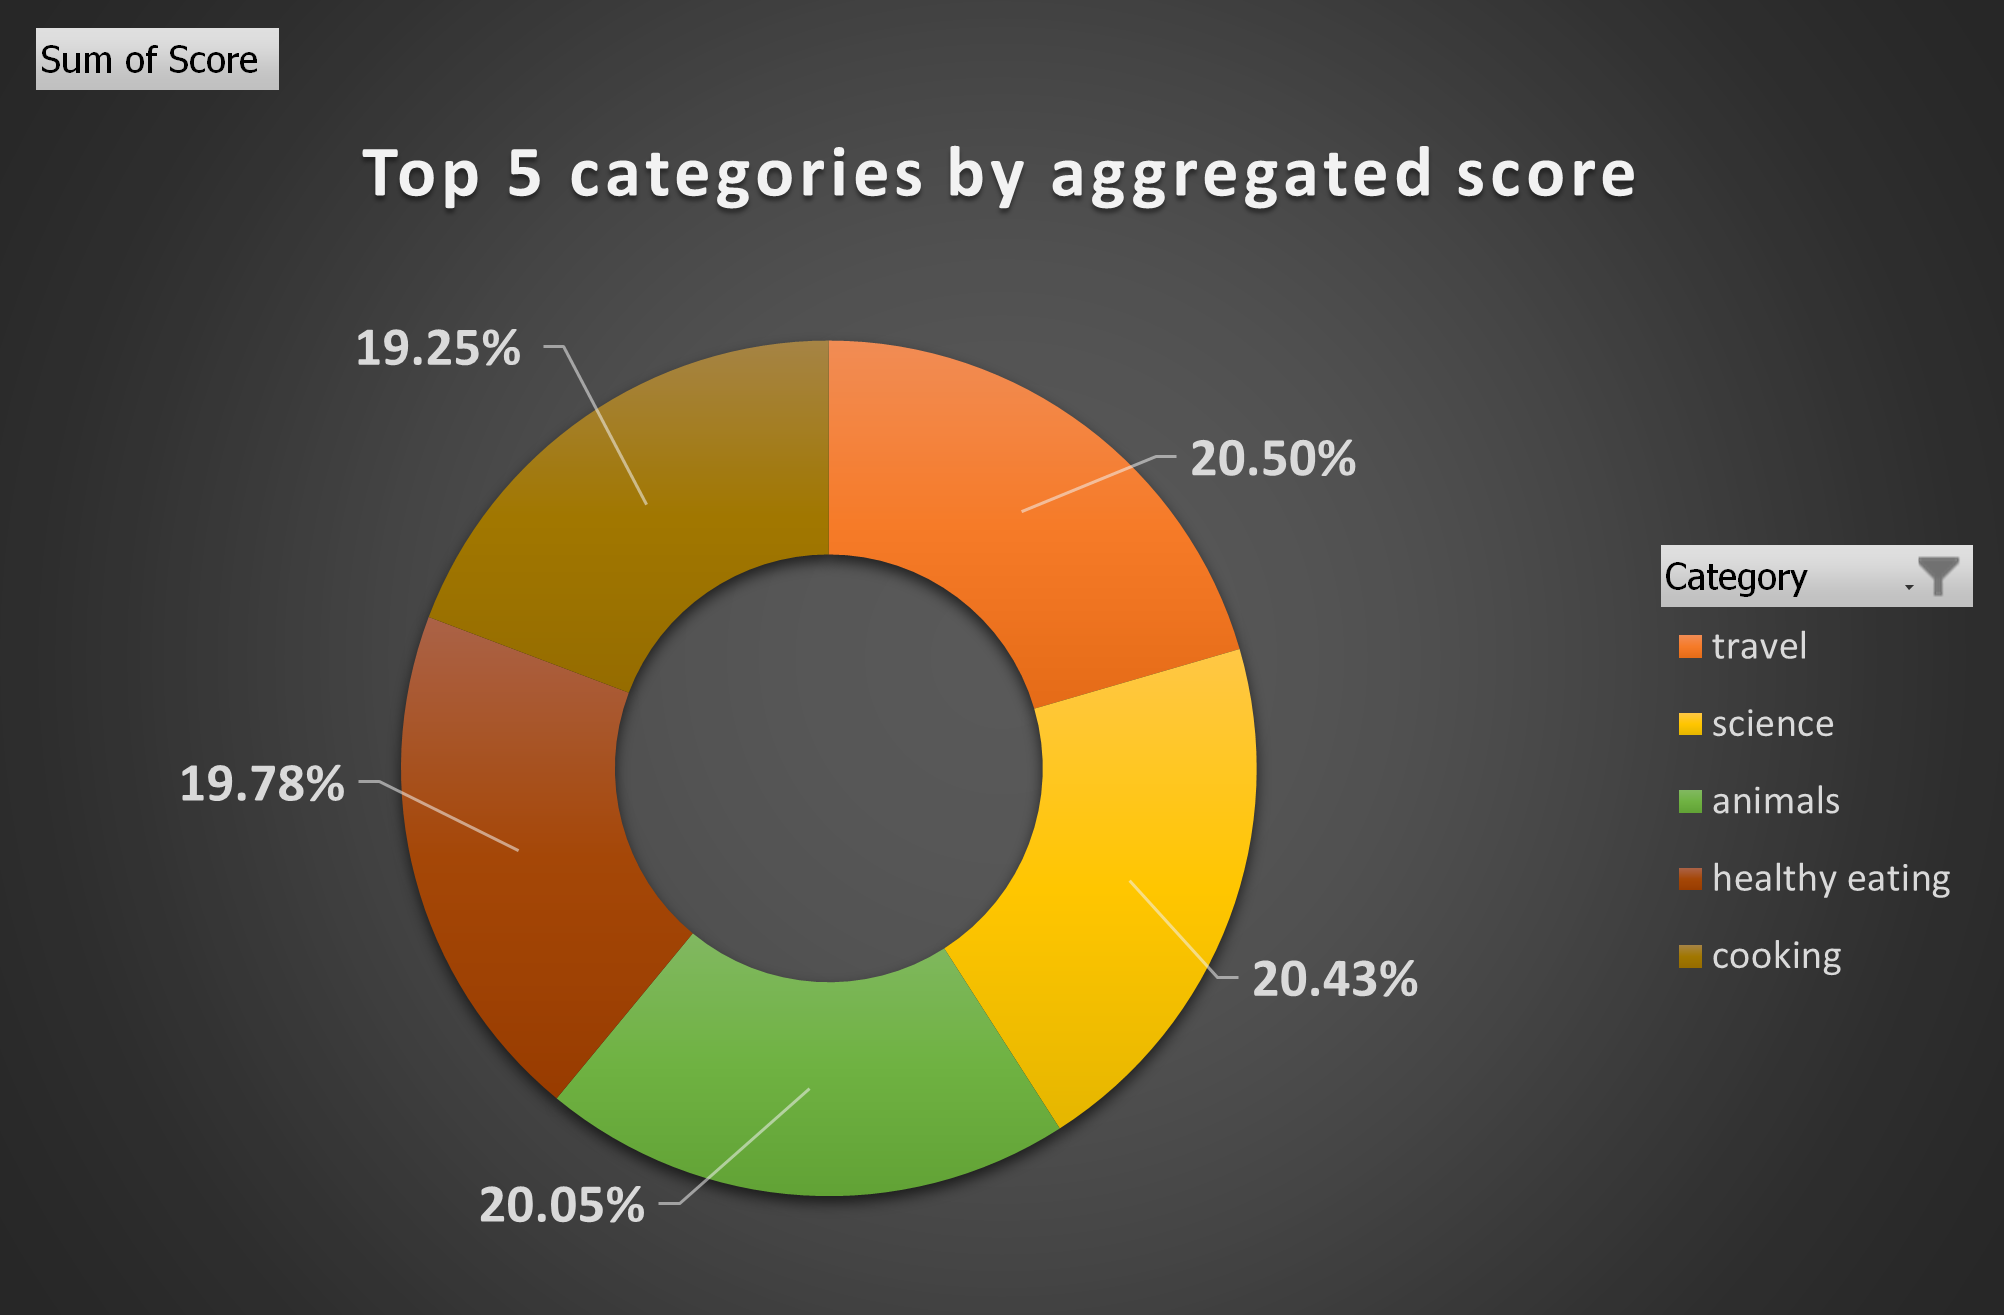 Sum of Score
Top 5 categories by aggregated score
19.25%
20.50%
Category
travel
science
animals
healthy eating
cooking
19.78%
20.43%
20.05%